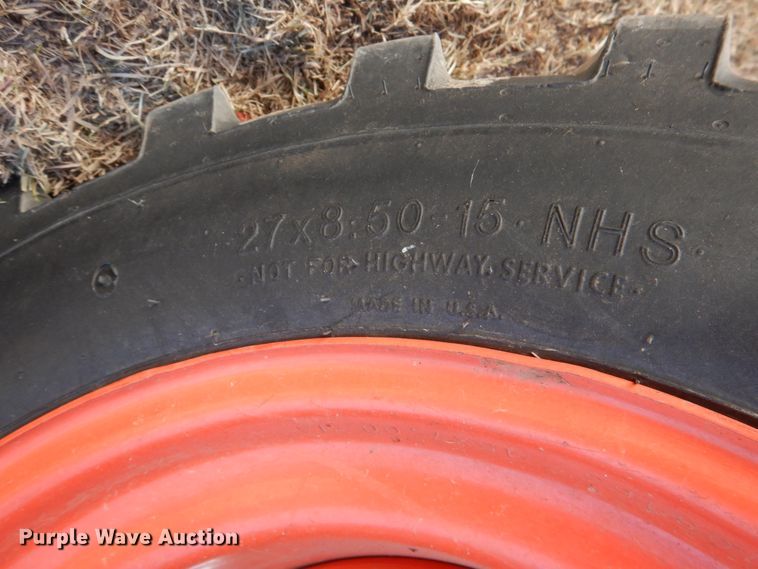 27x8.50-15 · NHS ·
· NOT FOR HIGHWAY SERVICE ·
MADE IN U.S.A.
Purple Wave Auction